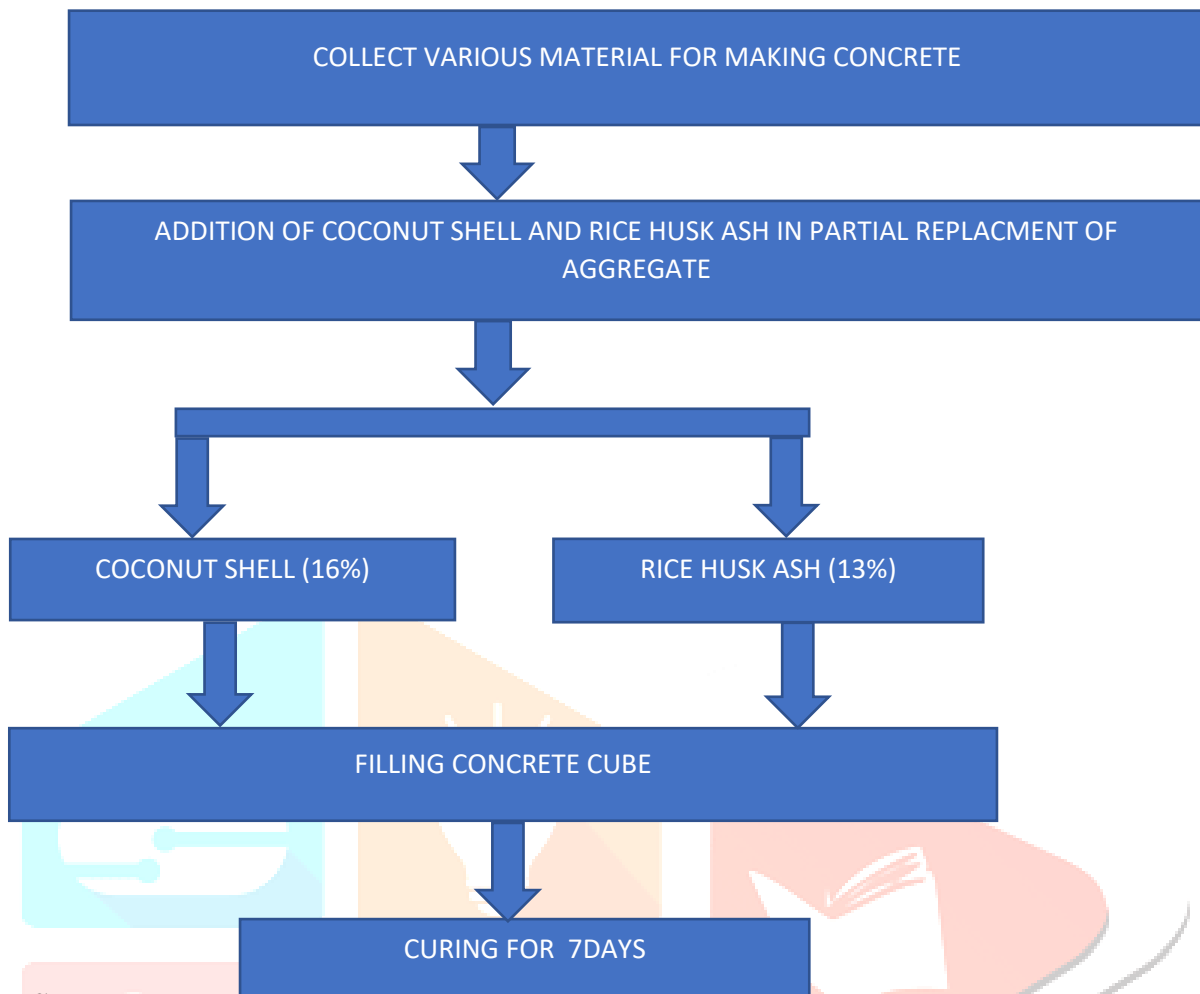 COLLECT VARIOUS MATERIAL FOR MAKING CONCRETE
ADDITION OF COCONUT SHELL AND RICE HUSK ASH IN PARTIAL REPLACMENT OF
AGGREGATE
COCONUT SHELL (16%)
RICE HUSK ASH (13%)
FILLING CONCRETE CUBE
CURING FOR 7DAYS